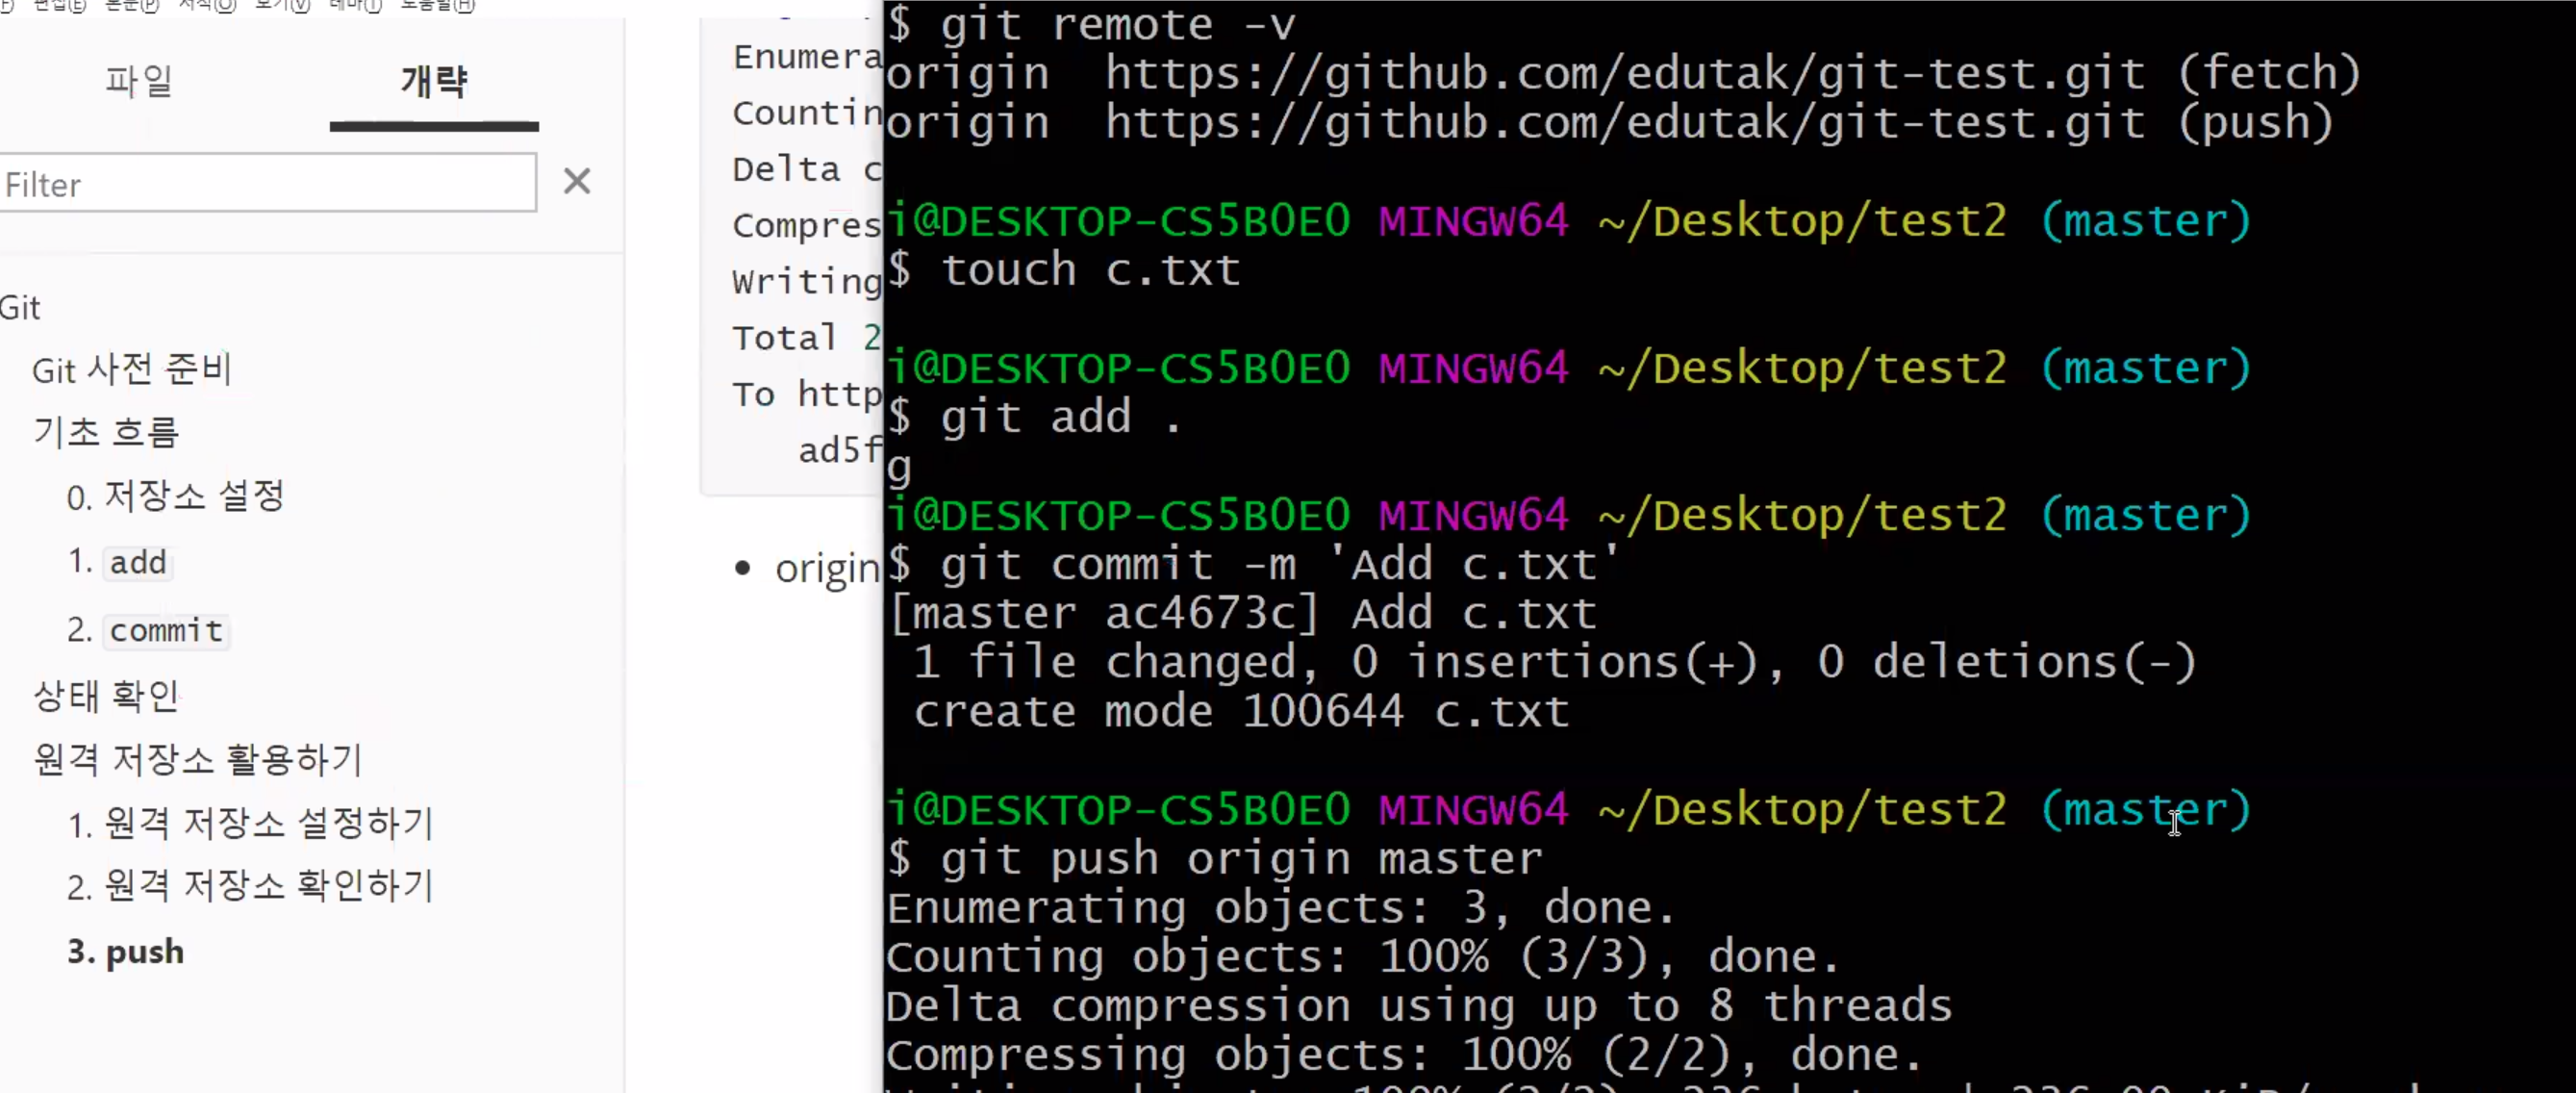 편집(E) 본문(P) 서식(O) 보기(V) 테마(T) 도움말(H)
파일 개략
Filter
Git
Git 사전 준비
기초 흐름
0. 저장소 설정
1. add
2. commit
상태 확인
원격 저장소 활용하기
1. 원격 저장소 설정하기
2. 원격 저장소 확인하기
3. push
Enumera
Countin
Delta c
Compres
Writing
Total 2
To http
ad5f
• origin
$ git remote -v
origin  https://github.com/edutak/git-test.git (fetch)
origin  https://github.com/edutak/git-test.git (push)
i@DESKTOP-CS5B0E0 MINGW64 ~/Desktop/test2 (master)
$ touch c.txt
i@DESKTOP-CS5B0E0 MINGW64 ~/Desktop/test2 (master)
$ git add .
g
i@DESKTOP-CS5B0E0 MINGW64 ~/Desktop/test2 (master)
$ git commit -m 'Add c.txt'
[master ac4673c] Add c.txt
1 file changed, 0 insertions(+), 0 deletions(-)
create mode 100644 c.txt
i@DESKTOP-CS5B0E0 MINGW64 ~/Desktop/test2 (master)
$ git push origin master
Enumerating objects: 3, done.
Counting objects: 100% (3/3), done.
Delta compression using up to 8 threads
Compressing objects: 100% (2/2), done.